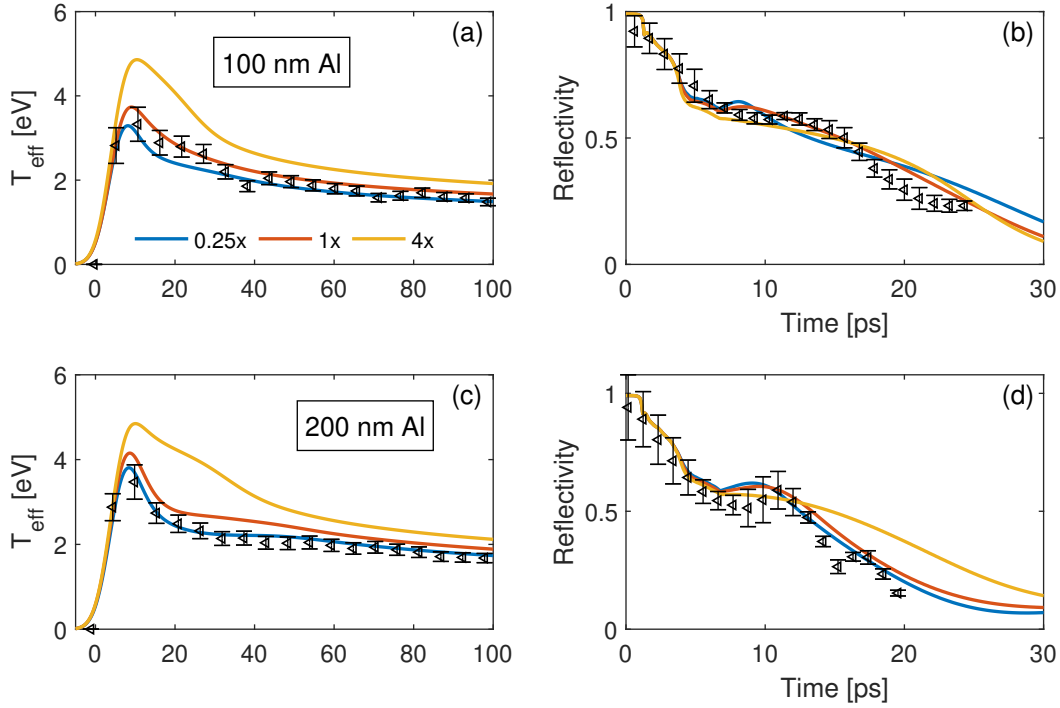 (a)
100 nm Al
T_eff [eV]
6
4
2
0
0.25x 1x 4x
0 20 40 60 80 100
(b)
Reflectivity
1
0.5
0
0 10 20 30
Time [ps]
(c)
200 nm Al
T_eff [eV]
6
4
2
0
0 20 40 60 80 100
(d)
Reflectivity
1
0.5
0
0 10 20 30
Time [ps]